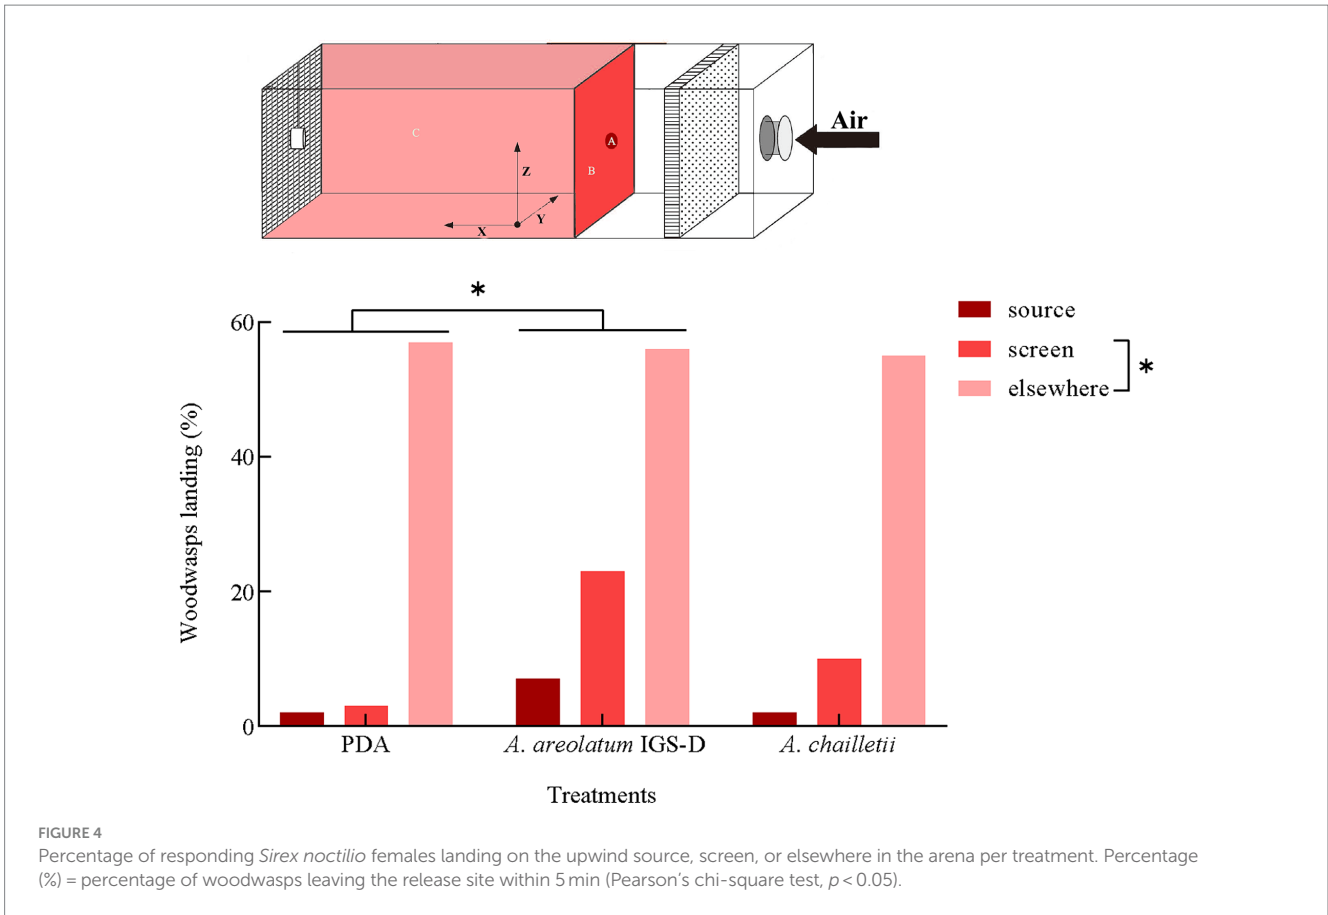 Air
C
A
B
Z
Y
X
*
60
40
20
0
Woodwasps landing (%)
source
screen
elsewhere
*
PDA
A. areolatum IGS-D
A. chailletii
Treatments
FIGURE 4
Percentage of responding Sirex noctilio females landing on the upwind source, screen, or elsewhere in the arena per treatment. Percentage
(%) = percentage of woodwasps leaving the release site within 5 min (Pearson's chi-square test, p < 0.05).